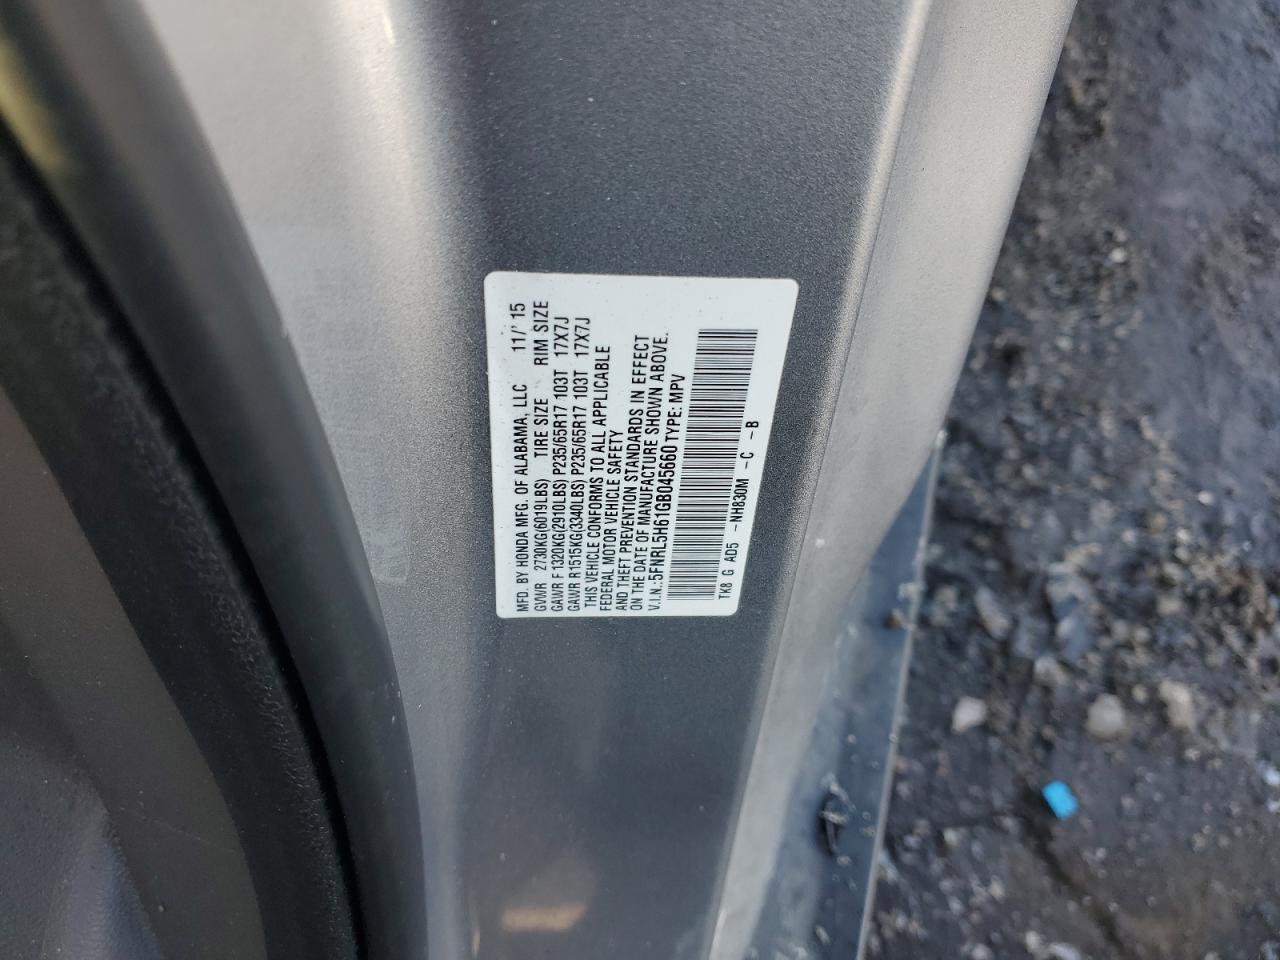 MFD. BY HONDA MFG. OF ALABAMA, LLC 11/'15
GVWR 2730KG(6019LBS) TIRE SIZE RIM SIZE
GAWR F 1320KG(2910LBS) P235/65R17 103T 17X7J
GAWR R1515KG(3340LBS) P235/65R17 103T 17X7J
THIS VEHICLE CONFORMS TO ALL APPLICABLE
FEDERAL MOTOR VEHICLE SAFETY
AND THEFT PREVENTION STANDARDS IN EFFECT
ON THE DATE OF MANUFACTURE SHOWN ABOVE.
V.I.N.:5FNRL5H61GB045660 TYPE: MPV
TK8 G AD5 -NH830M -C -B